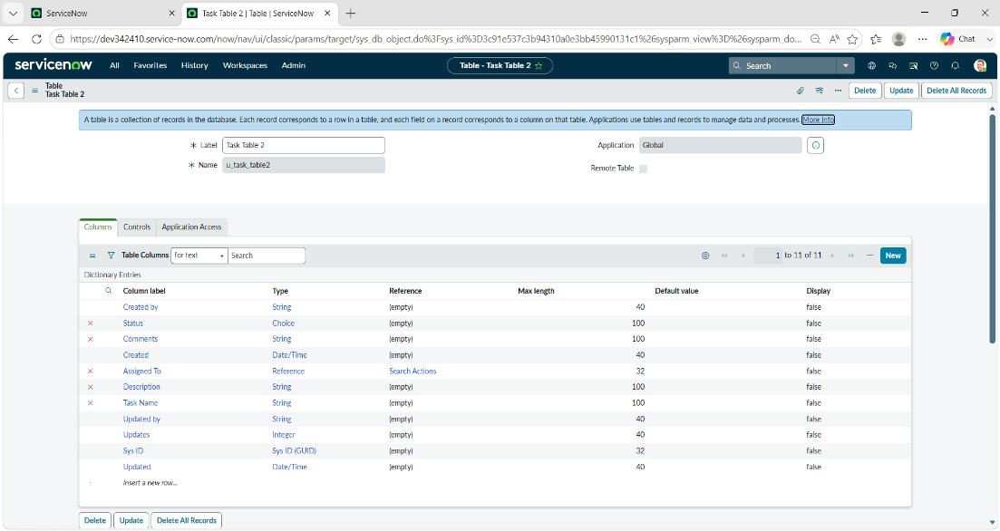 ServiceNow
Task Table 2 | Table | ServiceNow
https://dev342410.service-now.com/now/nav/ui/classic/params/target/sys_db_object.do%3Fsys_id%3D3c91e537c3b94310a0e3bb45990131c1%26sysparm_view%3D%26sysparm_do...
Chat
servicenow All Favorites History Workspaces Admin Table - Task Table 2 Search
Table
Task Table 2
Delete Update Delete All Records
A table is a collection of records in the database. Each record corresponds to a row in a table, and each field on a record corresponds to a column on that table. Applications use tables and records to manage data and processes. More Info
Label Task Table 2 Application Global
Name u_task_table2 Remote Table
Columns Controls Application Access
Table Columns for text Search 1 to 11 of 11 New
Dictionary Entries
Column label Type Reference Max length Default value Display
Created by String (empty) 40 false
Status Choice (empty) 100 false
Comments String (empty) 100 false
Created Date/Time (empty) 40 false
Assigned To Reference Search Actions 32 false
Description String (empty) 100 false
Task Name String (empty) 100 false
Updated by String (empty) 40 false
Updates Integer (empty) 40 false
Sys ID Sys ID (GUID) (empty) 32 false
Updated Date/Time (empty) 40 false
Insert a new row...
Delete Update Delete All Records